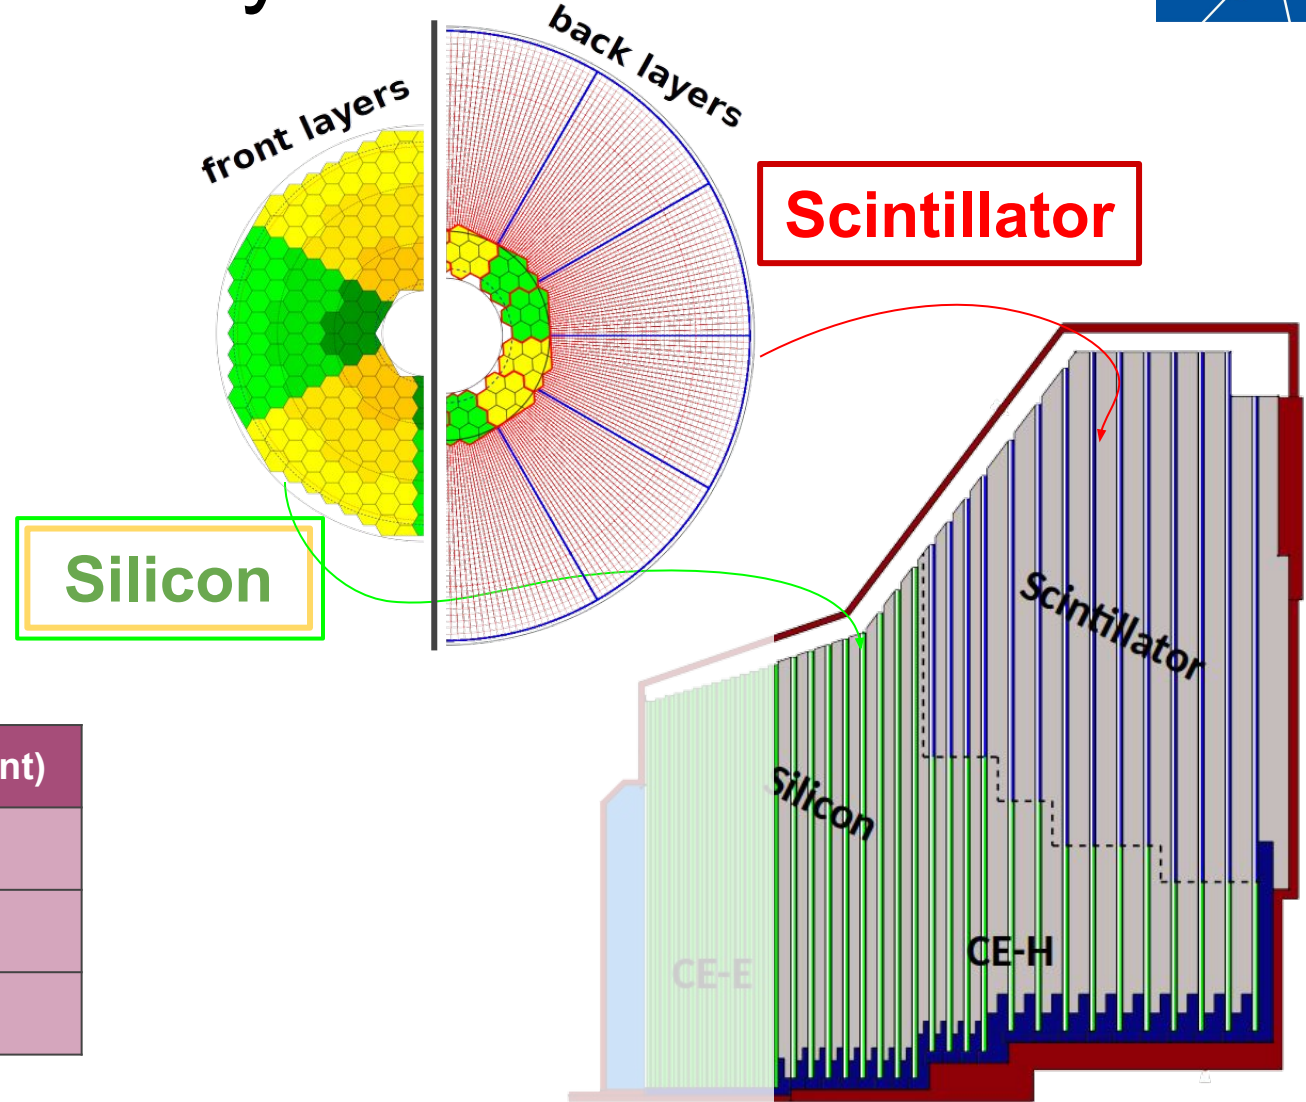 y
back layers
front layers
Scintillator
Silicon
Scintillator
nt)
Silicon
CE-H
CE-E